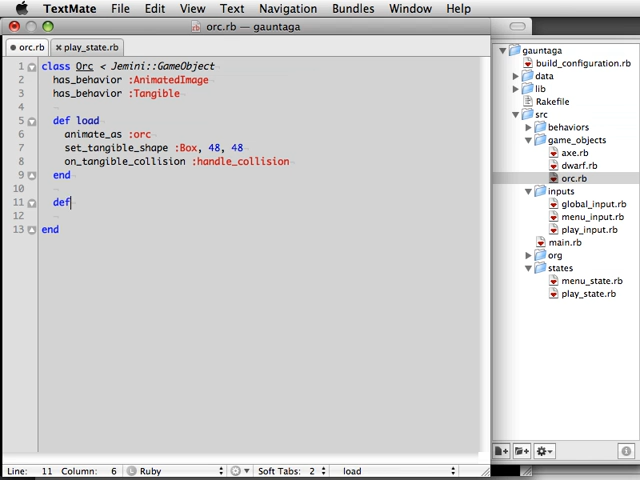 TextMate File Edit View Text Navigation Bundles Window Help
orc.rb — gauntaga
orc.rb play_state.rb
1 class Orc < Jemini::GameObject
2 has_behavior :AnimatedImage
3 has_behavior :Tangible
4
5 def load
6 animate_as :orc
7 set_tangible_shape :Box, 48, 48
8 on_tangible_collision :handle_collision
9 end
10
11 def
12
13 end
gauntaga
build_configuration.rb
data
lib
Rakefile
src
behaviors
game_objects
axe.rb
dwarf.rb
orc.rb
inputs
global_input.rb
menu_input.rb
play_input.rb
main.rb
org
states
menu_state.rb
play_state.rb
Line: 11 Column: 6 Ruby Soft Tabs: 2 load